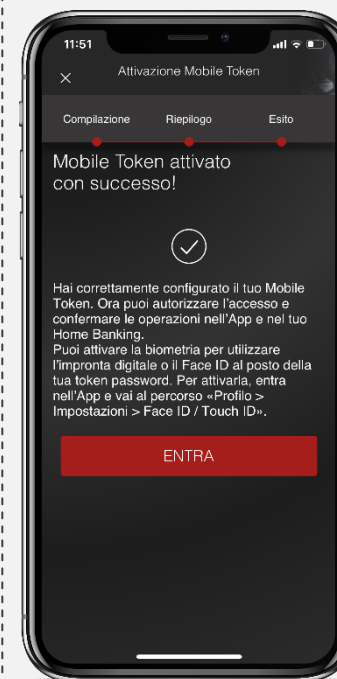 11:51
Attivazione Mobile Token
Compilazione Riepilogo Esito
Mobile Token attivato
con successo!
Hai correttamente configurato il tuo Mobile
Token. Ora puoi autorizzare l'accesso e
confermare le operazioni nell'App e nel tuo
Home Banking.
Puoi attivare la biometria per utilizzare
l'impronta digitale o il Face ID al posto della
tua token password. Per attivarla, entra
nell'App e vai al percorso «Profilo >
Impostazioni > Face ID / Touch ID».
ENTRA